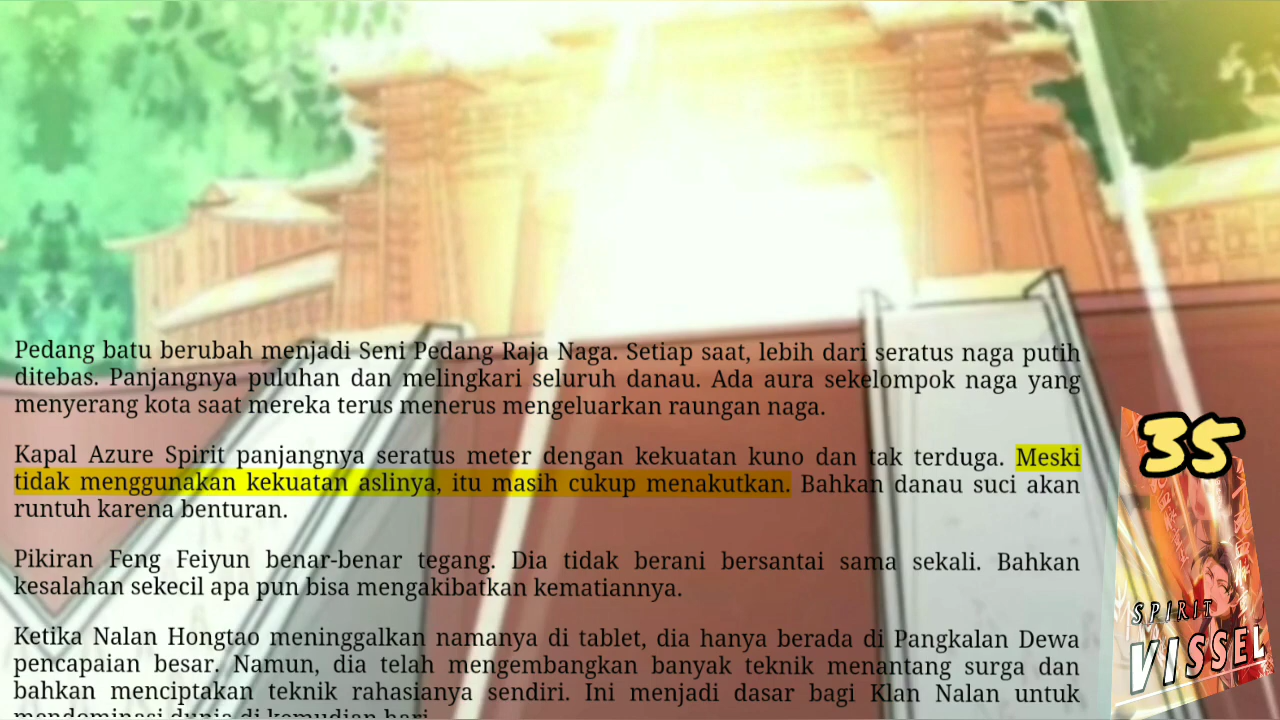 Pedang batu berubah menjadi Seni Pedang Raja Naga. Setiap saat, lebih dari seratus naga putih
ditebas. Panjangnya puluhan dan melingkari seluruh danau. Ada aura sekelompok naga yang
menyerang kota saat mereka terus menerus mengeluarkan raungan naga.
Kapal Azure Spirit panjangnya seratus meter dengan kekuatan kuno dan tak terduga. Meski
tidak menggunakan kekuatan aslinya, itu masih cukup menakutkan. Bahkan danau suci akan
runtuh karena benturan.
Pikiran Feng Feiyun benar-benar tegang. Dia tidak berani bersantai sama sekali. Bahkan
kesalahan sekecil apa pun bisa mengakibatkan kematiannya.
Ketika Nalan Hongtao meninggalkan namanya di tablet, dia hanya berada di Pangkalan Dewa
pencapaian besar. Namun, dia telah mengembangkan banyak teknik menantang surga dan
bahkan menciptakan teknik rahasianya sendiri. Ini menjadi dasar bagi Klan Nalan untuk
mendominasi dunia di kemudian hari.
35
SPIRIT
VISSEL